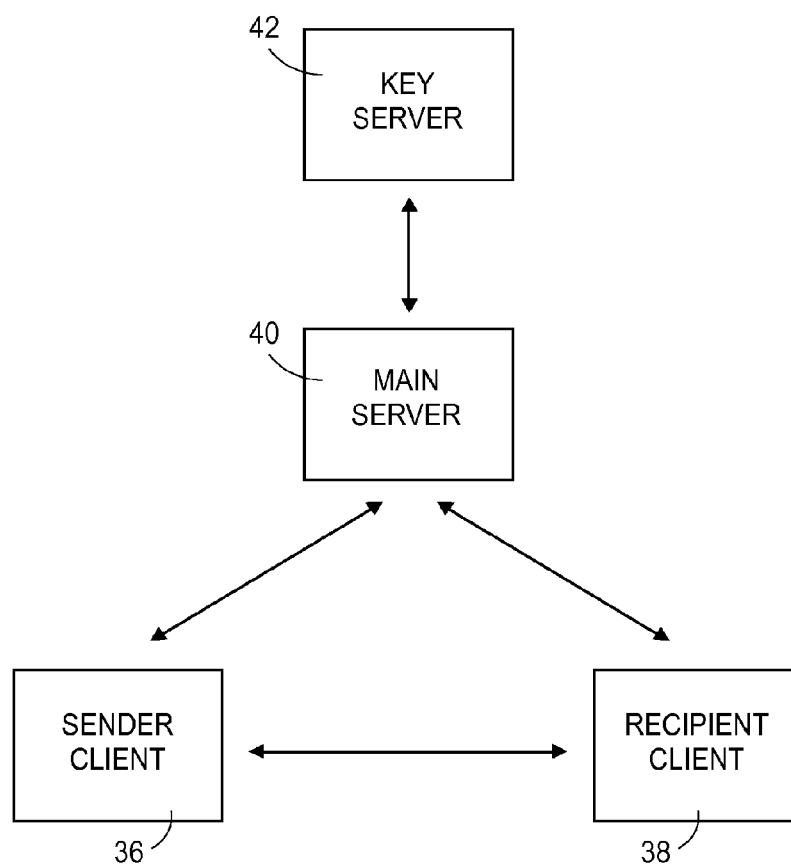 42
KEY
SERVER
40
MAIN
SERVER
SENDER
CLIENT
RECIPIENT
CLIENT
36
38